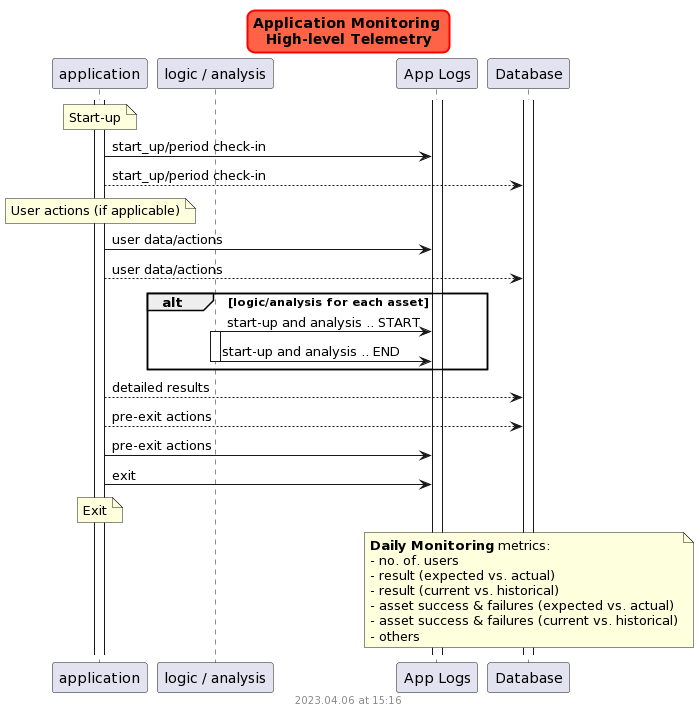 Application Monitoring
High-level Telemetry
application
logic / analysis
App Logs
Database
Start-up
start_up/period check-in
start_up/period check-in
User actions (if applicable)
user data/actions
user data/actions
alt
[logic/analysis for each asset]
start-up and analysis .. START
start-up and analysis .. END
detailed results
pre-exit actions
pre-exit actions
exit
Exit
Daily Monitoring metrics:
- no. of. users
- result (expected vs. actual)
- result (current vs. historical)
- asset success & failures (expected vs. actual)
- asset success & failures (current vs. historical)
- others
application
logic / analysis
App Logs
Database
2023.04.06 at 15:16